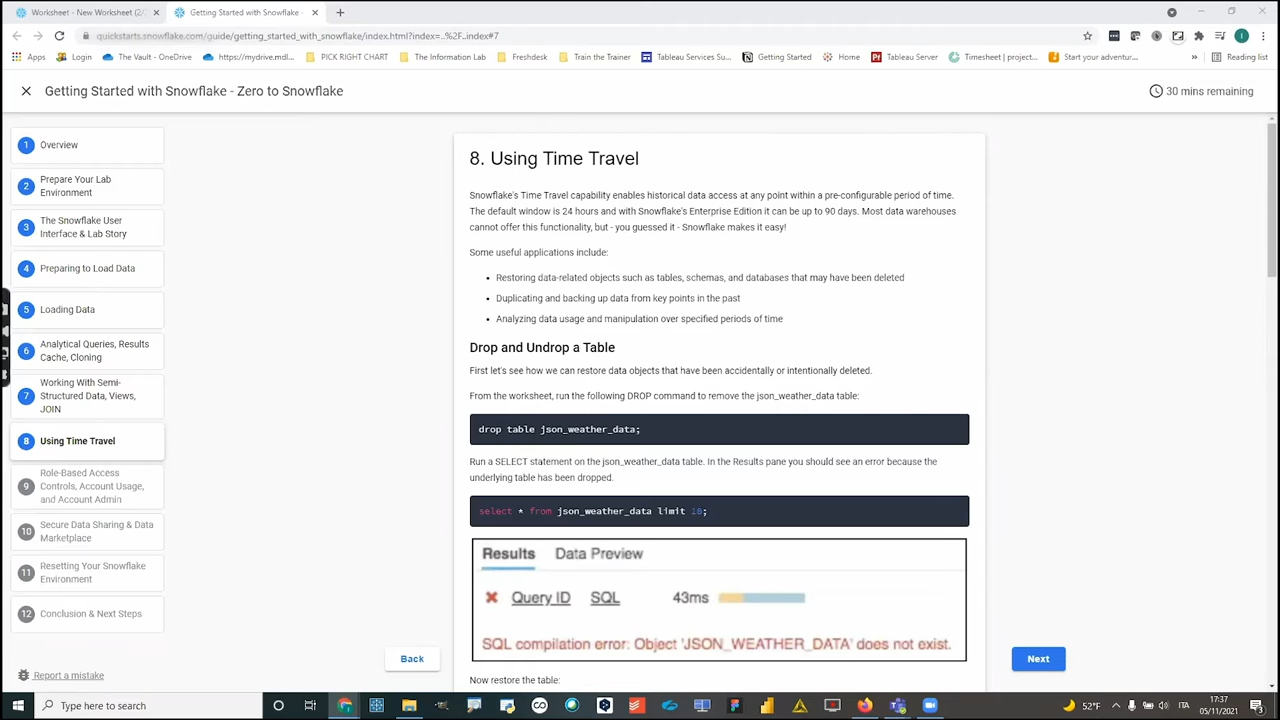 Worksheet - New Worksheet (2/
Getting Started with Snowflake -
quickstarts.snowflake.com/guide/getting_started_with_snowflake/index.html?index=..%2F..index#7
Apps
Login
The Vault - OneDrive
https://mydrive.mdl...
PICK RIGHT CHART
The Information Lab
Freshdesk
Train the Trainer
Tableau Services Su...
Getting Started
Home
Tableau Server
Timesheet | project...
Start your adventur...
»
Reading list
Getting Started with Snowflake - Zero to Snowflake
30 mins remaining
1 Overview
2 Prepare Your Lab
Environment
3 The Snowflake User
Interface & Lab Story
4 Preparing to Load Data
5 Loading Data
6 Analytical Queries, Results
Cache, Cloning
7 Working With Semi-
Structured Data, Views,
JOIN
8 Using Time Travel
9 Role-Based Access
Controls, Account Usage,
and Account Admin
10 Secure Data Sharing & Data
Marketplace
11 Resetting Your Snowflake
Environment
12 Conclusion & Next Steps
Report a mistake
8. Using Time Travel
Snowflake's Time Travel capability enables historical data access at any point within a pre-configurable period of time.
The default window is 24 hours and with Snowflake's Enterprise Edition it can be up to 90 days. Most data warehouses
cannot offer this functionality, but - you guessed it - Snowflake makes it easy!
Some useful applications include:
• Restoring data-related objects such as tables, schemas, and databases that may have been deleted
• Duplicating and backing up data from key points in the past
• Analyzing data usage and manipulation over specified periods of time
Drop and Undrop a Table
First let's see how we can restore data objects that have been accidentally or intentionally deleted.
From the worksheet, run the following DROP command to remove the json_weather_data table:
drop table json_weather_data;
Run a SELECT statement on the json_weather_data table. In the Results pane you should see an error because the
underlying table has been dropped.
select * from json_weather_data limit 10;
Results Data Preview
Query ID SQL 43ms
SQL compilation error: Object 'JSON_WEATHER_DATA' does not exist.
Now restore the table:
Back
Next
Type here to search
52°F
ITA
17:37
05/11/2021